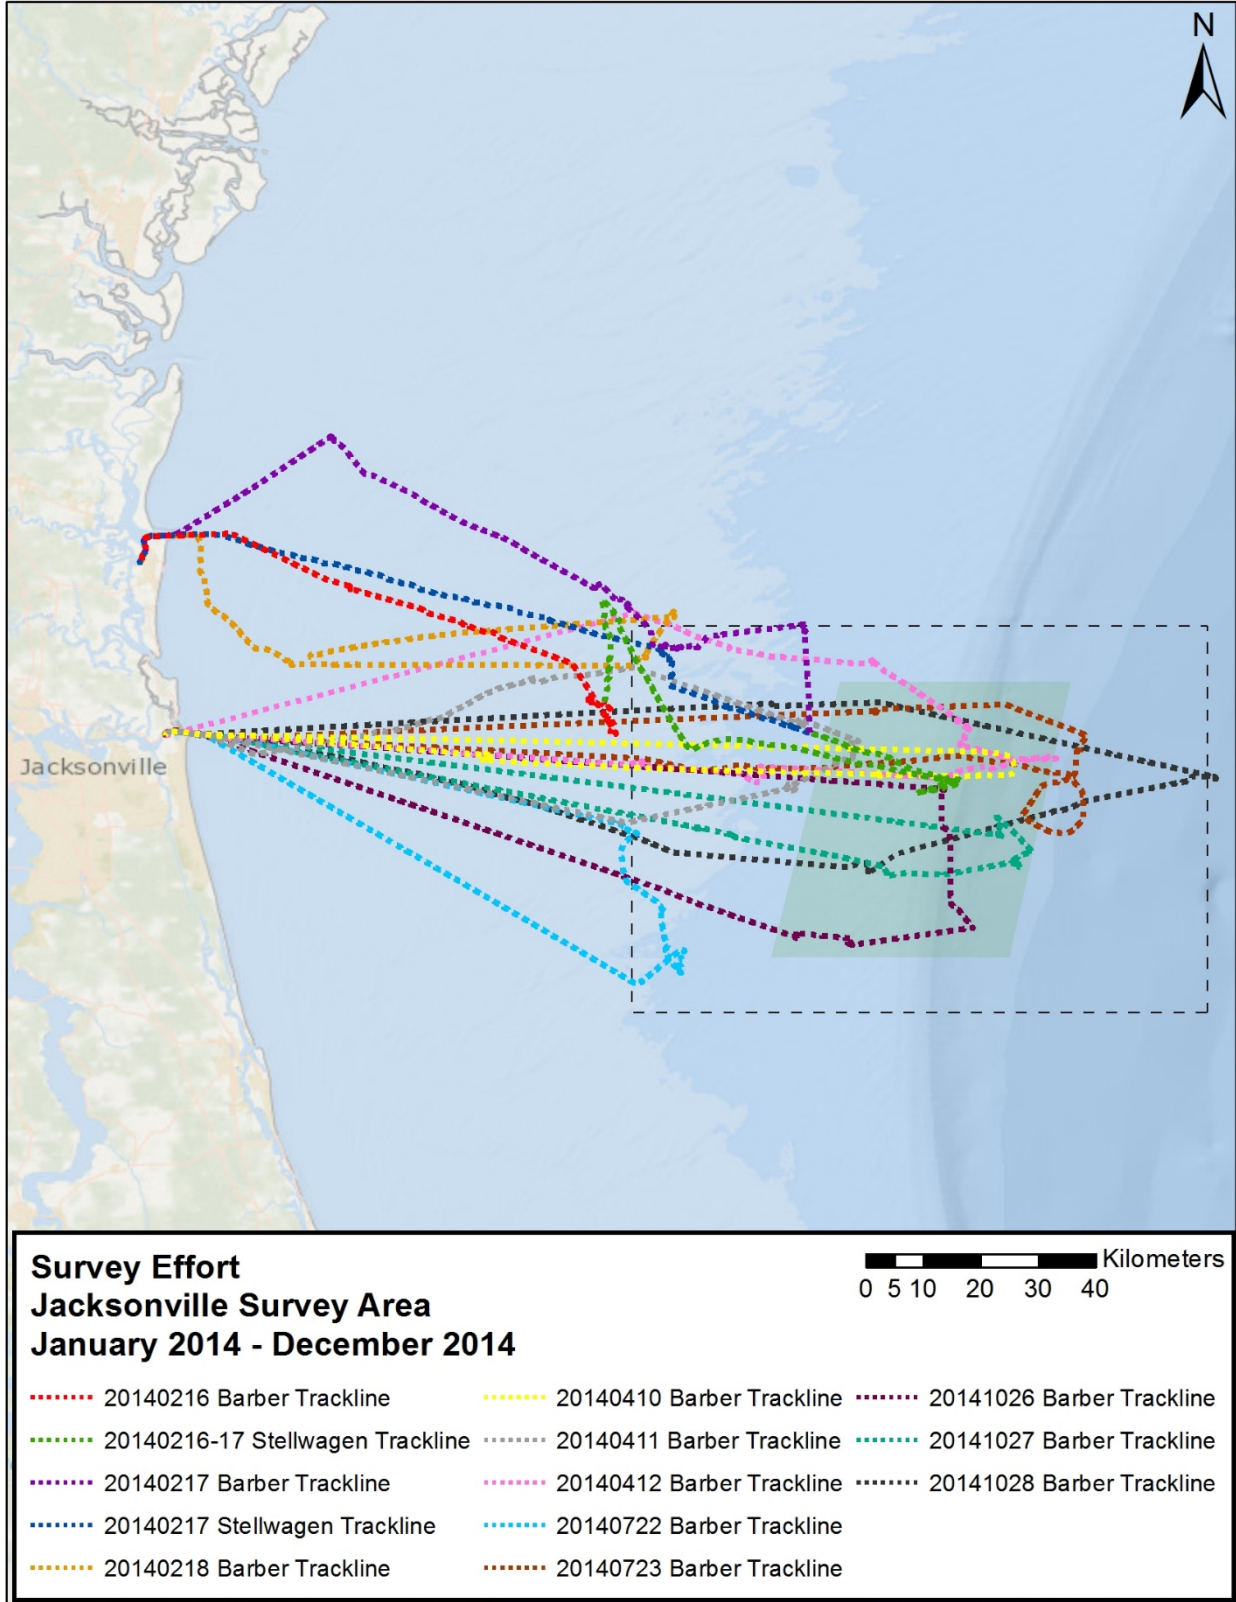 N
Jacksonville
Survey Effort
Jacksonville Survey Area
January 2014 - December 2014
Kilometers
0 5 10 20 30 40
20140216 Barber Trackline
20140216-17 Stellwagen Trackline
20140217 Barber Trackline
20140217 Stellwagen Trackline
20140218 Barber Trackline
20140410 Barber Trackline
20140411 Barber Trackline
20140412 Barber Trackline
20140722 Barber Trackline
20140723 Barber Trackline
20141026 Barber Trackline
20141027 Barber Trackline
20141028 Barber Trackline